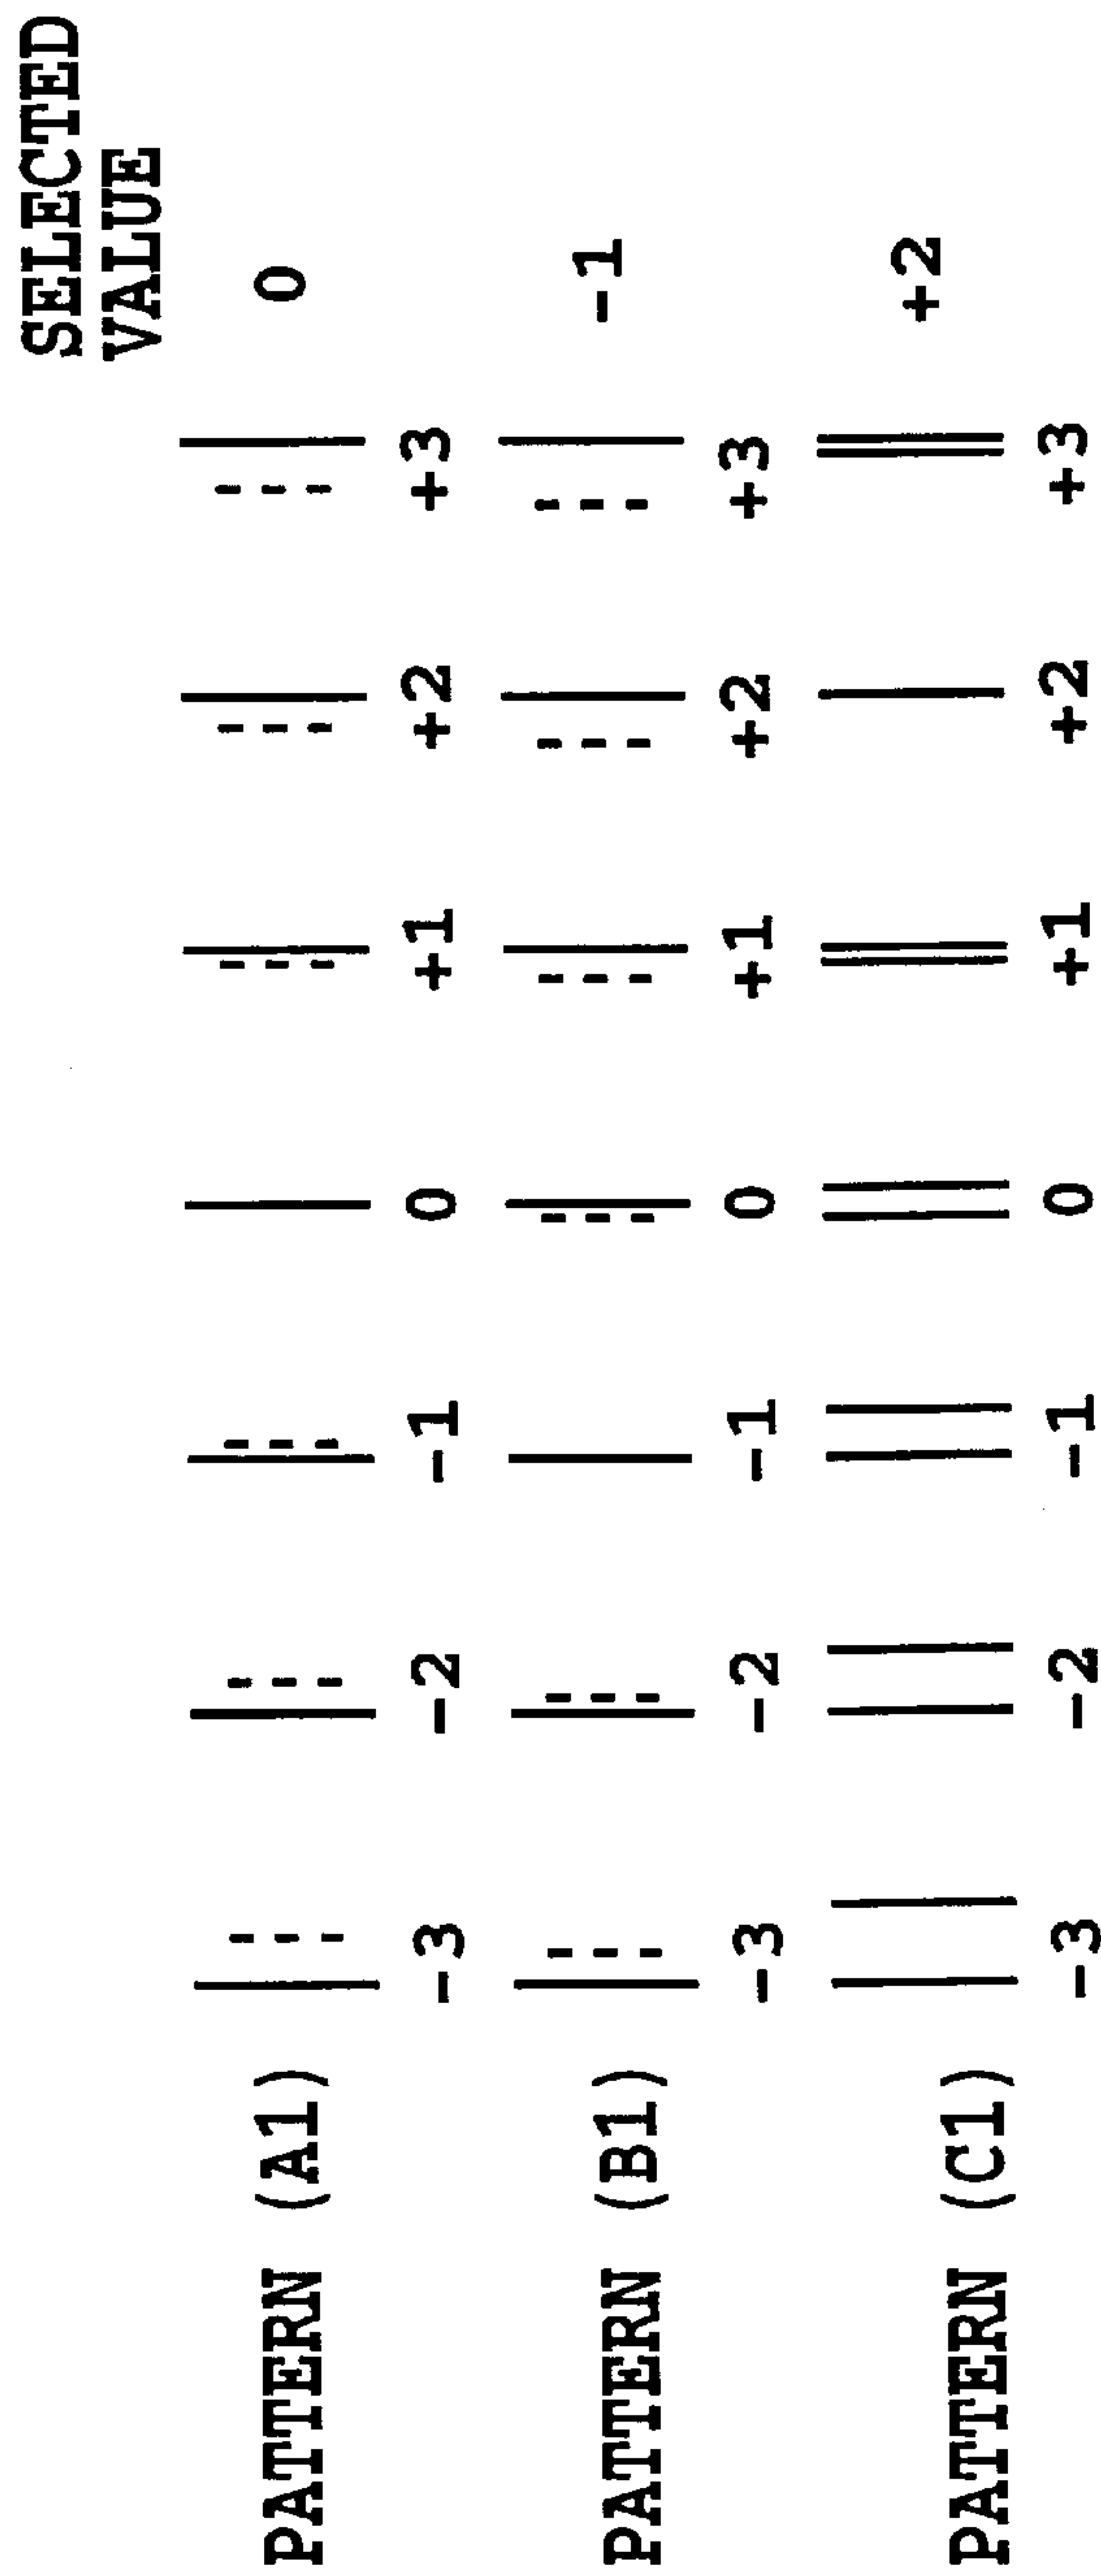 SELECTED
VALUE
PATTERN (A1) -3 -2 -1 0 +1 +2 +3 0
PATTERN (B1) -3 -2 -1 0 +1 +2 +3 -1
PATTERN (C1) -3 -2 -1 0 +1 +2 +3 +2